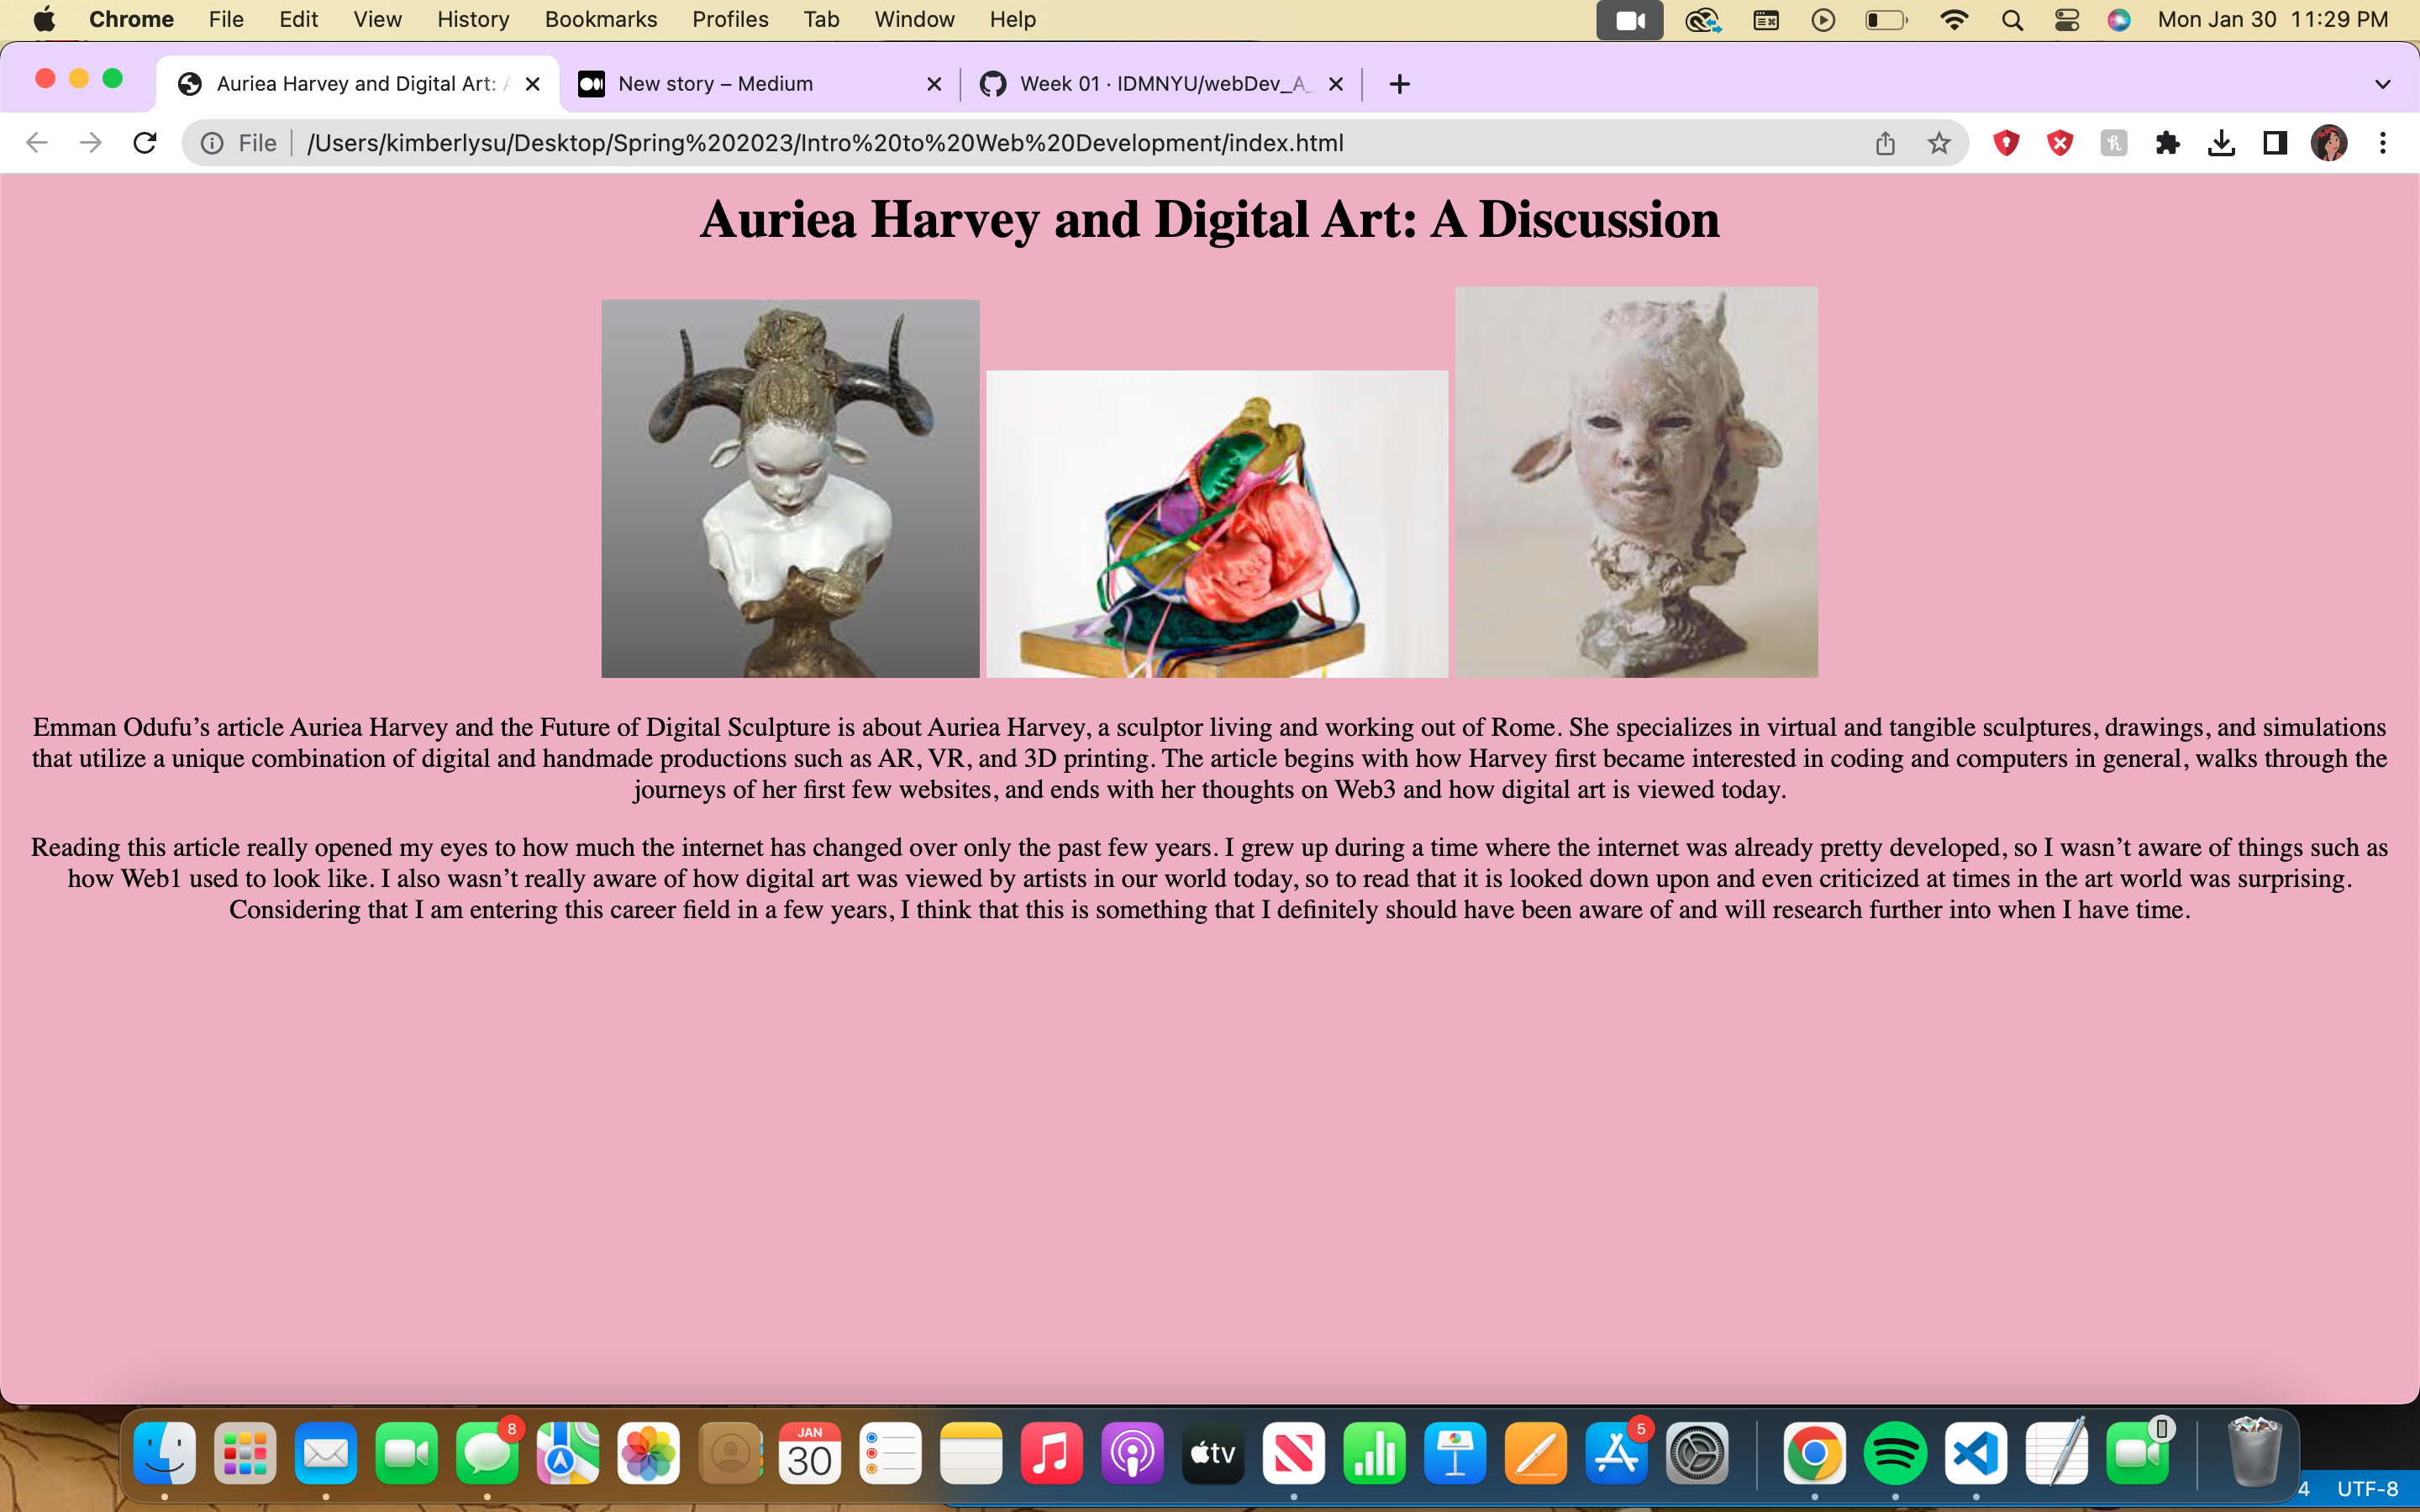 Chrome File Edit View History Bookmarks Profiles Tab Window Help Mon Jan 30 11:29 PM
Auriea Harvey and Digital Art: New story – Medium Week 01 · IDMNYU/webDev_A_
File /Users/kimberlysu/Desktop/Spring%202023/Intro%20to%20Web%20Development/index.html
Auriea Harvey and Digital Art: A Discussion
Emman Odufu’s article Auriea Harvey and the Future of Digital Sculpture is about Auriea Harvey, a sculptor living and working out of Rome. She specializes in virtual and tangible sculptures, drawings, and simulations
that utilize a unique combination of digital and handmade productions such as AR, VR, and 3D printing. The article begins with how Harvey first became interested in coding and computers in general, walks through the
journeys of her first few websites, and ends with her thoughts on Web3 and how digital art is viewed today.
Reading this article really opened my eyes to how much the internet has changed over only the past few years. I grew up during a time where the internet was already pretty developed, so I wasn’t aware of things such as
how Web1 used to look like. I also wasn’t really aware of how digital art was viewed by artists in our world today, so to read that it is looked down upon and even criticized at times in the art world was surprising.
Considering that I am entering this career field in a few years, I think that this is something that I definitely should have been aware of and will research further into when I have time.
8 JAN 5
30 tv
4 UTF-8